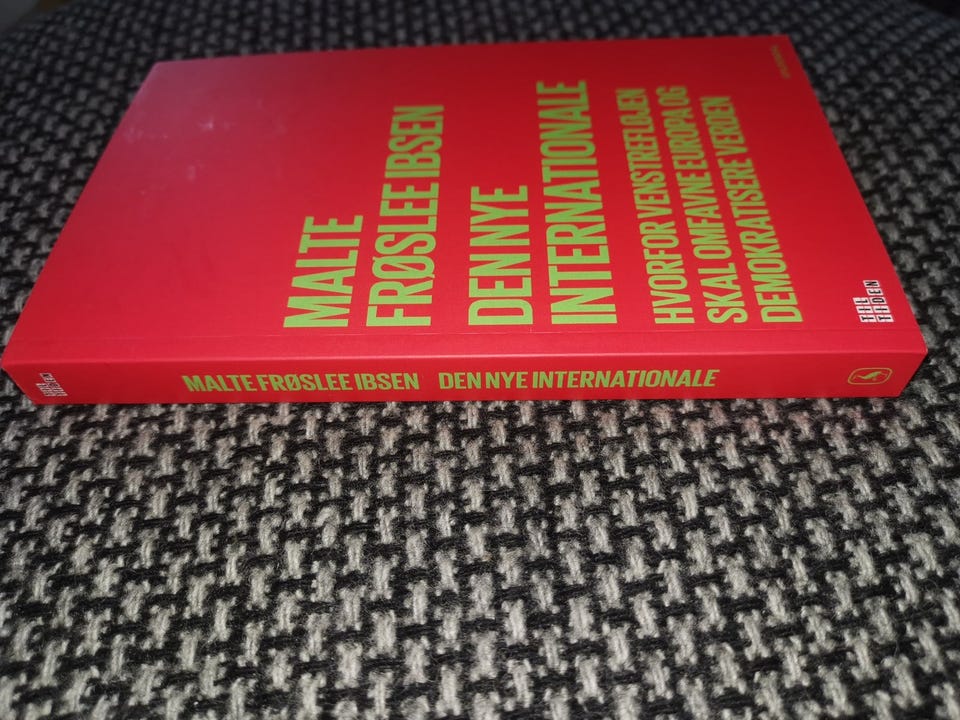 MALTE
FRØSLEE IBSEN
DEN NYE
INTERNATIONALE
HVORFOR VENSTREFLØJEN
SKAL OMFAVNE EUROPA OG
DEMOKRATISERE VERDEN
MALTE FRØSLEE IBSEN DEN NYE INTERNATIONALE